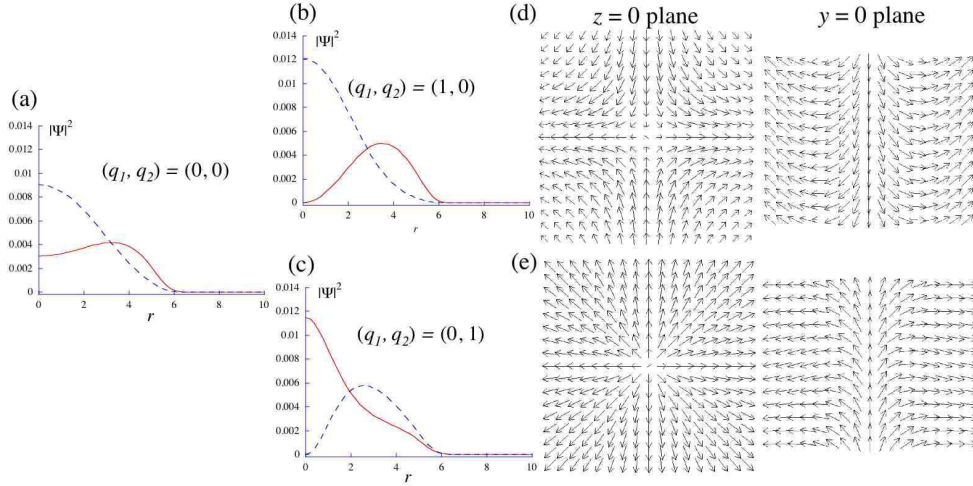 (a)
|Ψ|²
0.014
0.012
0.01
0.008
0.006
0.004
0.002
0
(q₁, q₂) = (0, 0)
0 2 4 6 8 10
r
(b)
|Ψ|²
0.014
0.012
0.01
0.008
0.006
0.004
0.002
0
(q₁, q₂) = (1, 0)
0 2 4 6 8 10
r
(c)
|Ψ|²
0.014
0.012
0.01
0.008
0.006
0.004
0.002
0
(q₁, q₂) = (0, 1)
0 2 4 6 8 10
r
(d)
z = 0 plane
y = 0 plane
(e)